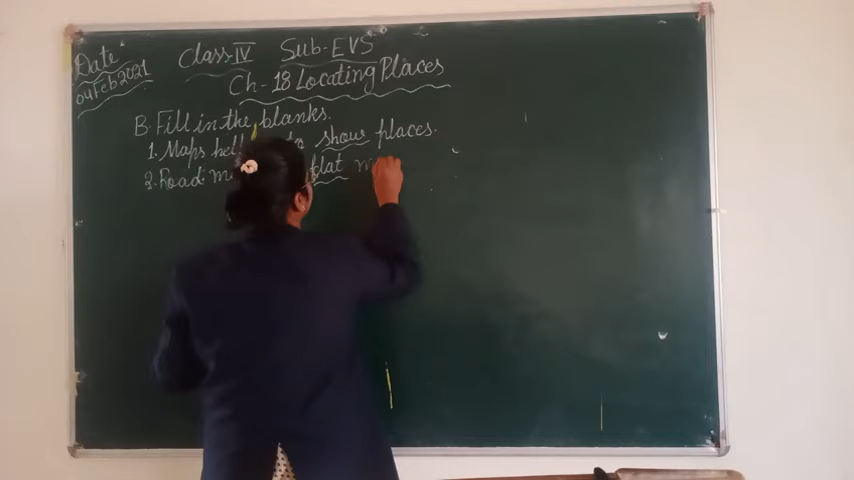 Date
04 Feb 2021
Class-IV Sub-EVS
Ch-18 Locating Places
B. Fill in the blanks.
1. Maps show places.
2. Road flat